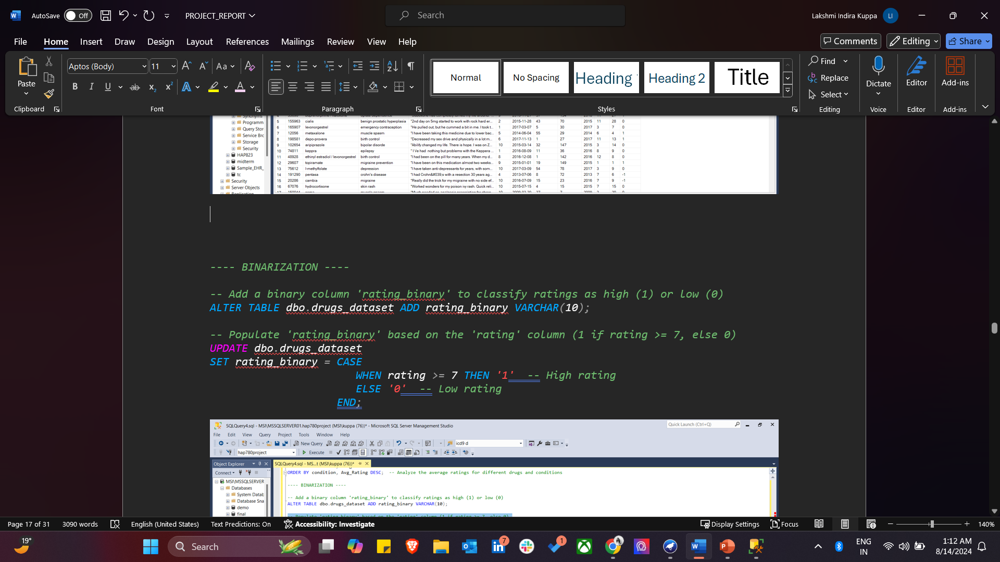 AutoSave Off PROJECT_REPORT Search Lakshmi Indira Kuppa LI
File Home Insert Draw Design Layout References Mailings Review View Help Comments Editing Share
Paste Aptos (Body) 11 Normal No Spacing Heading Heading 2 Title Find Replace Select Dictate Editor Add-ins
Clipboard Font Paragraph Styles Editing Voice Editor Add-ins
Programm
Query Stor
Service Brc
Storage
Security
HAP823
midterm
Sample_EHR_
tc
Security
Server Objects
5 155963 cialis benign prostatic hyperplasia "2nd day on 5mg started to work with rock hard er... 2 2015-11-28 43 70 2015 11 28 0
6 165907 levonorgestrel emergency contraception "He pulled out, but he cummed a bit in me. I took t... 1 2017-03-07 5 30 2017 3 7 0
7 12056 metaxalone muscle spasm "I have been taking this medicine due to lower bac... 5 2014-06-04 55 29 2014 6 4 1
8 198581 depo-provera birth control "Decreased my sex drive and physically in a lot m... 6 2017-11-13 1 27 2017 11 13 1
9 102654 aripiprazole bipolar disorder "Abilify changed my life. There is hope. I was on Z... 10 2015-03-14 32 147 2015 3 14 0
10 74811 keppra epilepsy " I Ve had nothing but problems with the Keppera ... 1 2016-08-09 11 36 2016 8 9 0
11 48928 ethinyl estradiol / levonorgestrel birth control "I had been on the pill for many years. When my d... 8 2016-12-08 1 142 2016 12 8 0
12 29607 topiramate migraine prevention "I have been on this medication almost two weeks... 9 2015-01-01 19 149 2015 1 1 1
13 75612 l-methylfolate depression "I have taken anti-depressants for years, with som... 10 2017-03-09 54 78 2017 3 9 0
14 191290 pentasa crohn's disease "I had Crohn&#039;s with a resection 30 years ag... 4 2013-07-06 8 72 2013 7 6 -1
15 20286 cambia migraine "Really did the trick for my migraine with no side ef... 10 2016-07-09 15 23 2016 7 9 -1
16 67076 hydrocortisone skin rash "Worked wonders for my poison ivy rash. Quick reli... 10 2015-07-15 4 15 2015 7 15 0
---- BINARIZATION ----
-- Add a binary column 'rating_binary' to classify ratings as high (1) or low (0)
ALTER TABLE dbo.drugs_dataset ADD rating_binary VARCHAR(10);
-- Populate 'rating_binary' based on the 'rating' column (1 if rating >= 7, else 0)
UPDATE dbo.drugs_dataset
SET rating_binary = CASE
WHEN rating >= 7 THEN '1' -- High rating
ELSE '0' -- Low rating
END;
SQLQuery4.sql - MSI\MSSQLSERVER01.hap780project (MSI\kuppa (76))* - Microsoft SQL Server Management Studio Quick Launch (Ctrl+Q)
File Edit View Query Project Tools Window Help
New Query icd9 d
hap780project Execute
Object Explorer SQLQuery4.sql - MS...t (MSI\kuppa (76))*
Connect
MSI\MSSQLSERVER
Databases
System Datab
Database Sna
demo
final
ORDER BY condition, Avg_Rating DESC; -- Analyze the average ratings for different drugs and conditions
---- BINARIZATION ----
-- Add a binary column 'rating_binary' to classify ratings as high (1) or low (0)
ALTER TABLE dbo.drugs_dataset ADD rating_binary VARCHAR(10);
-- Populate 'rating_binary' based on the 'rating' column (1 if rating >= 7, else 0)
Page 17 of 31 3090 words English (United States) Text Predictions: On Accessibility: Investigate Display Settings Focus 140%
19° Search 7 1 ENG IN 1:12 AM 8/14/2024